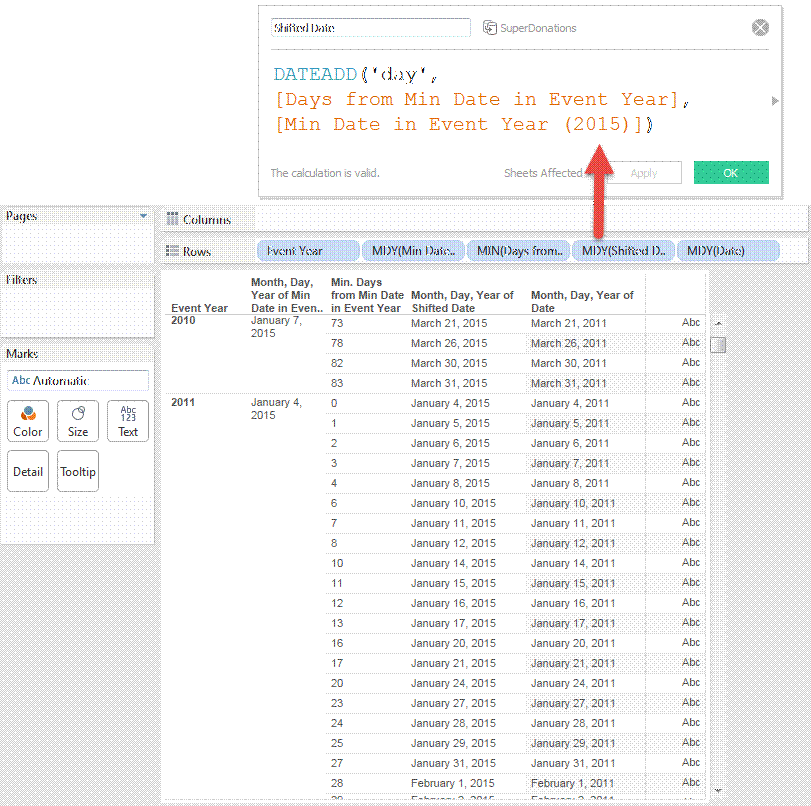 Shifted Date SuperDonations
DATEADD('day',
[Days from Min Date in Event Year],
[Min Date in Event Year (2015)])
The calculation is valid. Sheets Affected Apply OK
Pages
Columns
Rows Event Year MDY(Min Date.. MIN(Days from.. MDY(Shifted D.. MDY(Date)
Filters
Marks
Abc Automatic
Color Size Abc 123 Text
Detail Tooltip
Event Year Month, Day, Year of Min Date in Even.. Min. Days from Min Date in Event Year Month, Day, Year of Shifted Date Month, Day, Year of Date
2010 January 7, 2015 73 March 21, 2015 March 21, 2011 Abc
78 March 26, 2015 March 26, 2011 Abc
82 March 30, 2015 March 30, 2011 Abc
83 March 31, 2015 March 31, 2011 Abc
2011 January 4, 2015 0 January 4, 2015 January 4, 2011 Abc
1 January 5, 2015 January 5, 2011 Abc
2 January 6, 2015 January 6, 2011 Abc
3 January 7, 2015 January 7, 2011 Abc
4 January 8, 2015 January 8, 2011 Abc
6 January 10, 2015 January 10, 2011 Abc
7 January 11, 2015 January 11, 2011 Abc
8 January 12, 2015 January 12, 2011 Abc
10 January 14, 2015 January 14, 2011 Abc
11 January 15, 2015 January 15, 2011 Abc
12 January 16, 2015 January 16, 2011 Abc
13 January 17, 2015 January 17, 2011 Abc
16 January 20, 2015 January 20, 2011 Abc
17 January 21, 2015 January 21, 2011 Abc
20 January 24, 2015 January 24, 2011 Abc
23 January 27, 2015 January 27, 2011 Abc
24 January 28, 2015 January 28, 2011 Abc
25 January 29, 2015 January 29, 2011 Abc
27 January 31, 2015 January 31, 2011 Abc
28 February 1, 2015 February 1, 2011 Abc